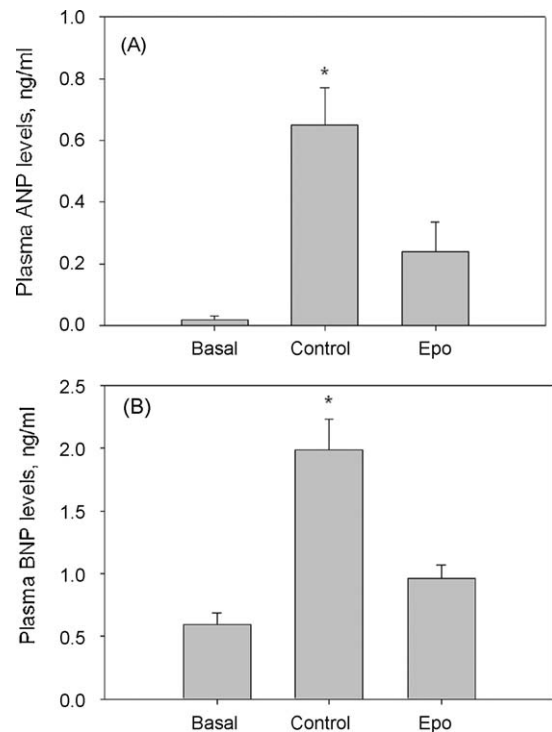 (A)
Plasma ANP levels, ng/ml
1.0
0.8
0.6
0.4
0.2
0.0
*
Basal Control Epo
(B)
Plasma BNP levels, ng/ml
2.5
2.0
1.5
1.0
0.5
0.0
*
Basal Control Epo